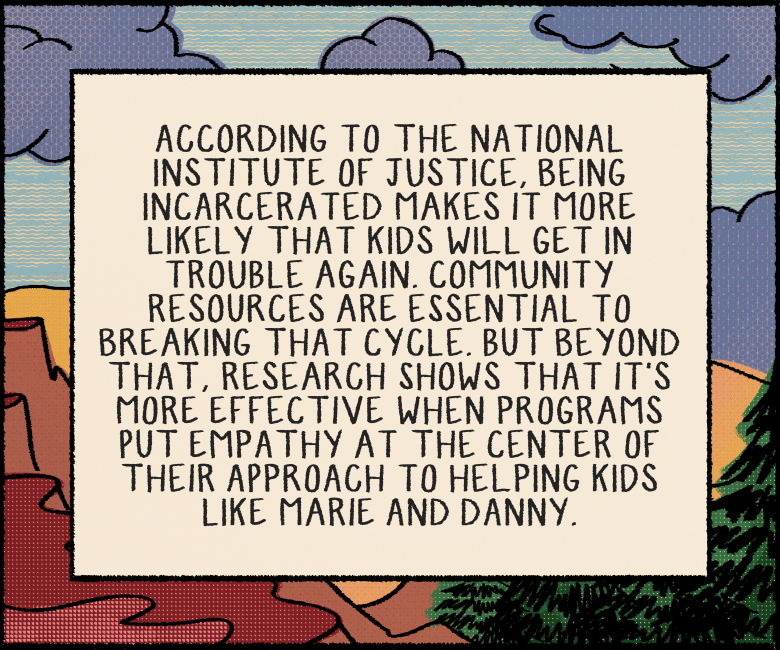 ACCORDING TO THE NATIONAL
INSTITUTE OF JUSTICE, BEING
INCARCERATED MAKES IT MORE
LIKELY THAT KIDS WILL GET IN
TROUBLE AGAIN. COMMUNITY
RESOURCES ARE ESSENTIAL TO
BREAKING THAT CYCLE. BUT BEYOND
THAT, RESEARCH SHOWS THAT IT'S
MORE EFFECTIVE WHEN PROGRAMS
PUT EMPATHY AT THE CENTER OF
THEIR APPROACH TO HELPING KIDS
LIKE MARIE AND DANNY.